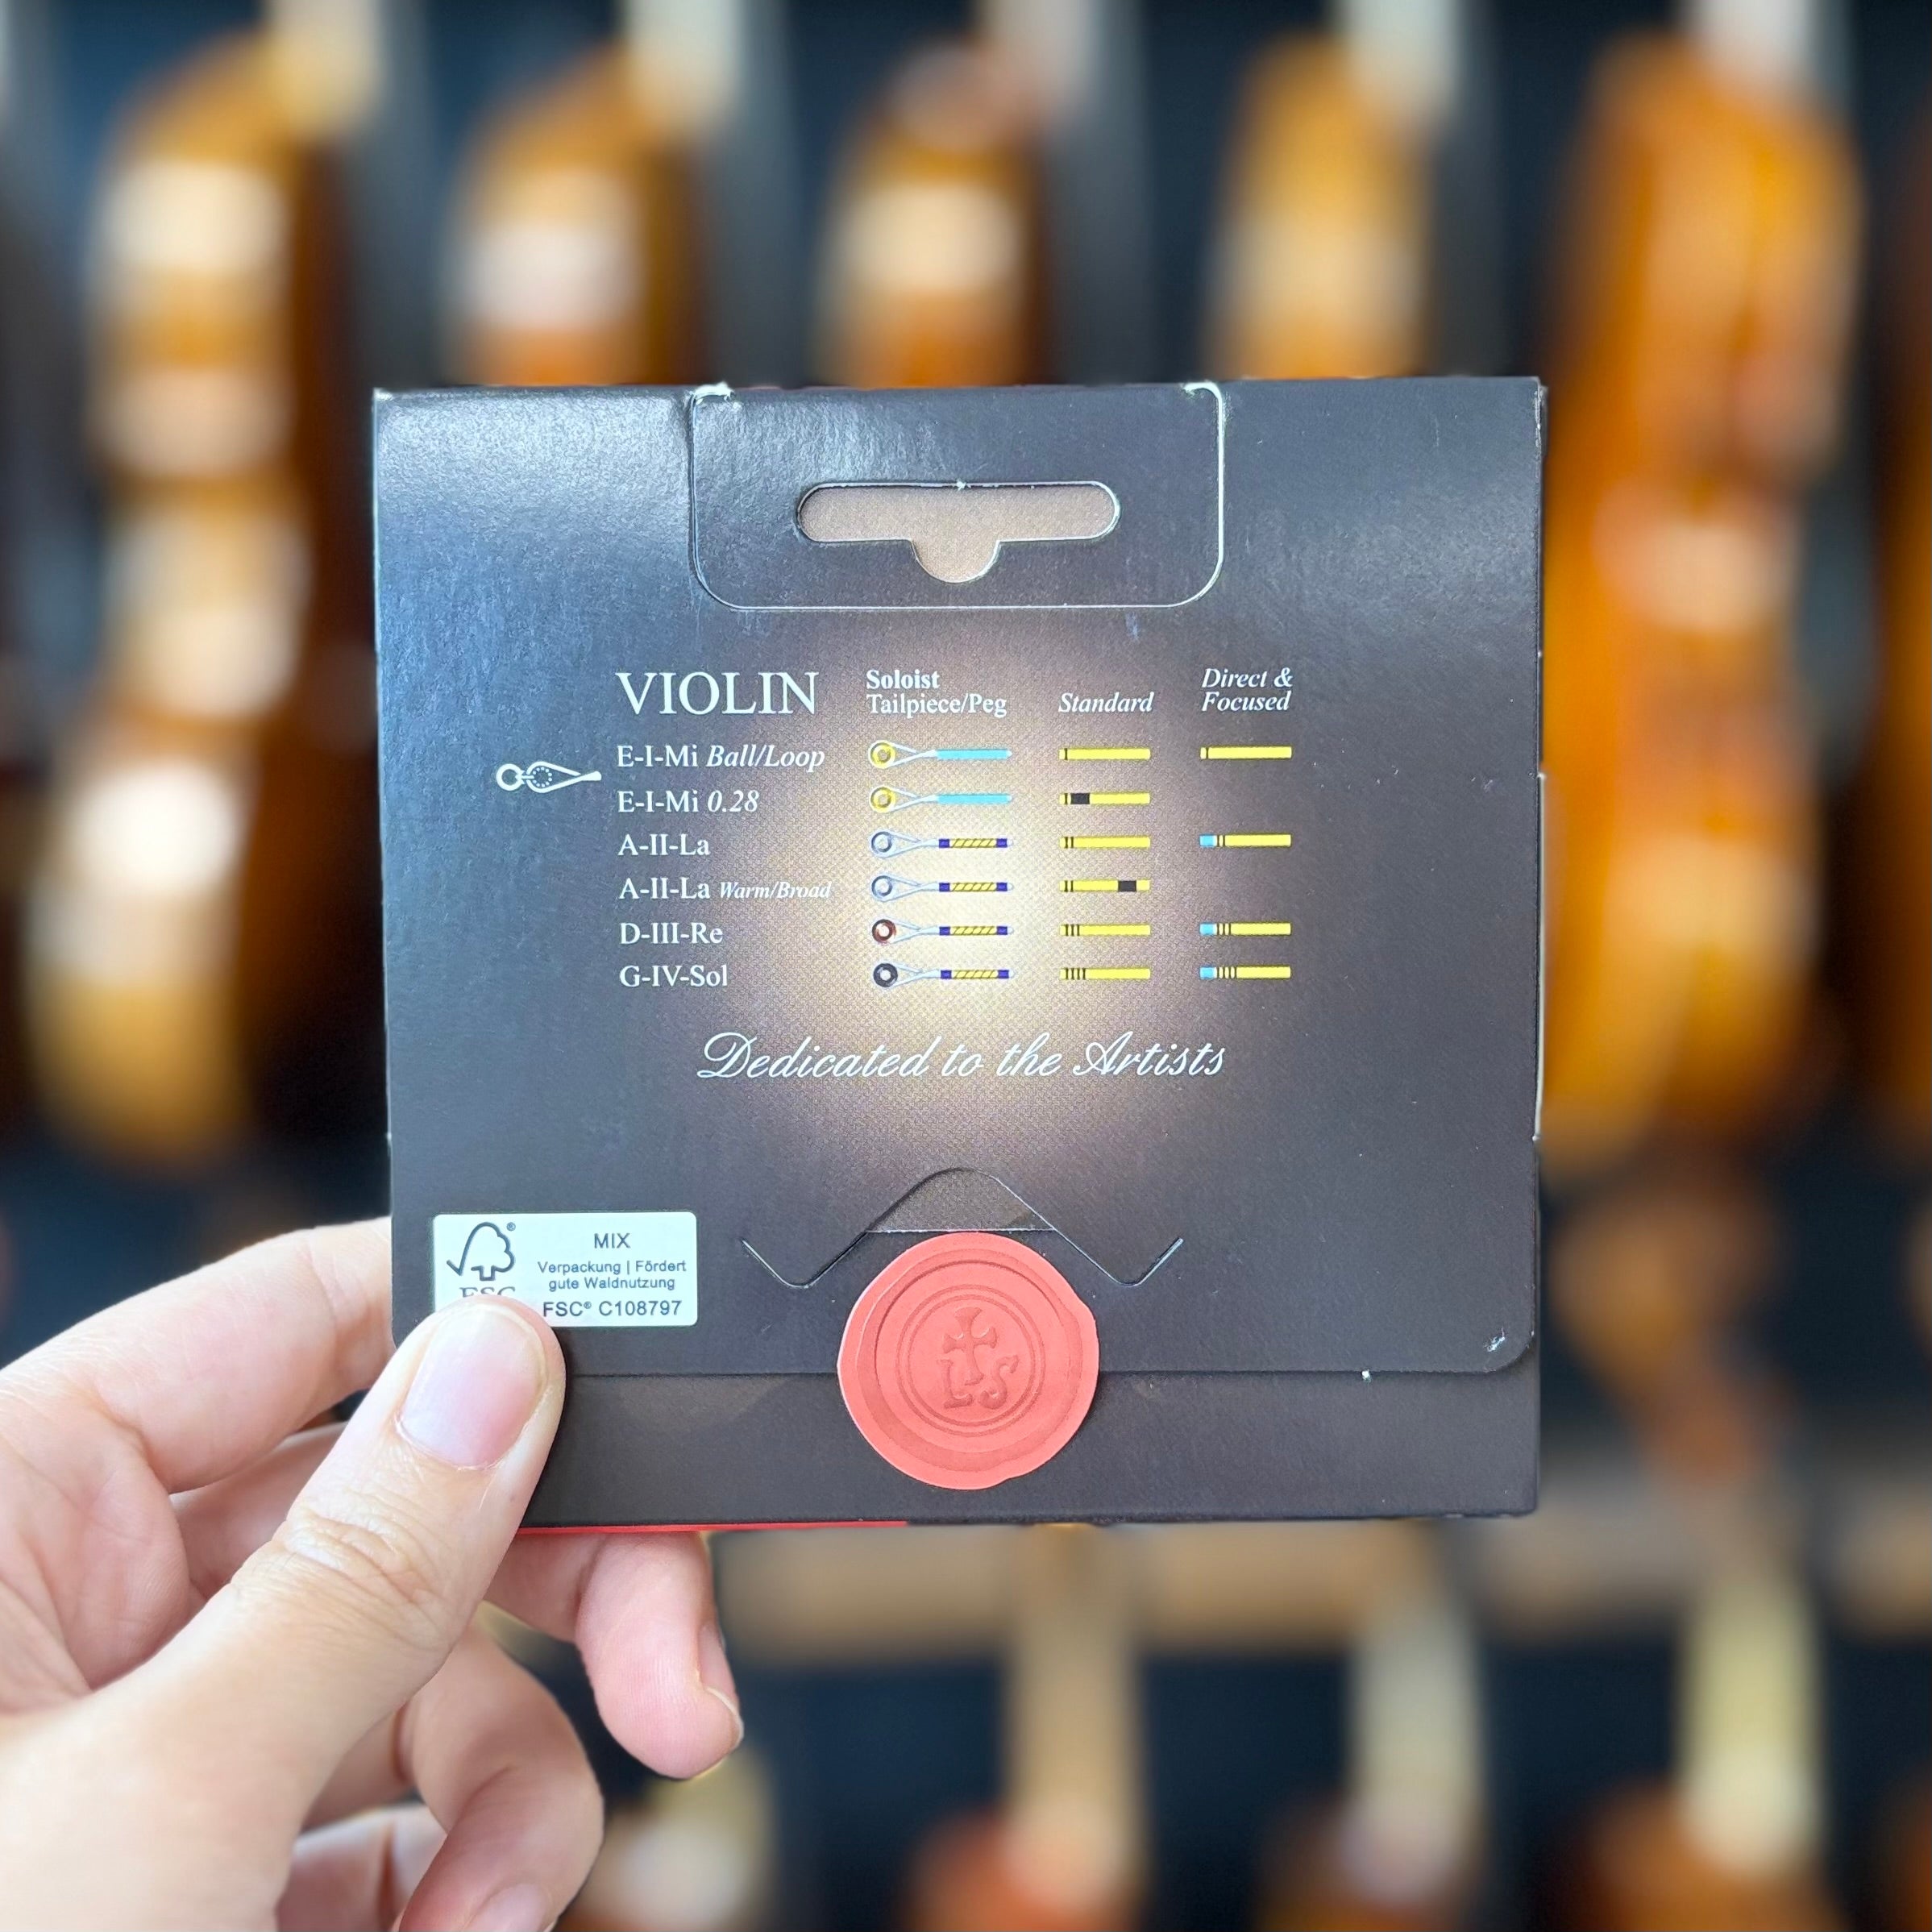 VIOLIN
Soloist
Tailpiece/Peg
Standard
Direct &
Focused
E-I-Mi Ball/Loop
E-I-Mi 0.28
A-II-La
A-II-La Warm/Broad
D-III-Re
G-IV-Sol
Dedicated to the Artists
®
MIX
Verpackung | Fördert
gute Waldnutzung
FSC
FSC® C108797